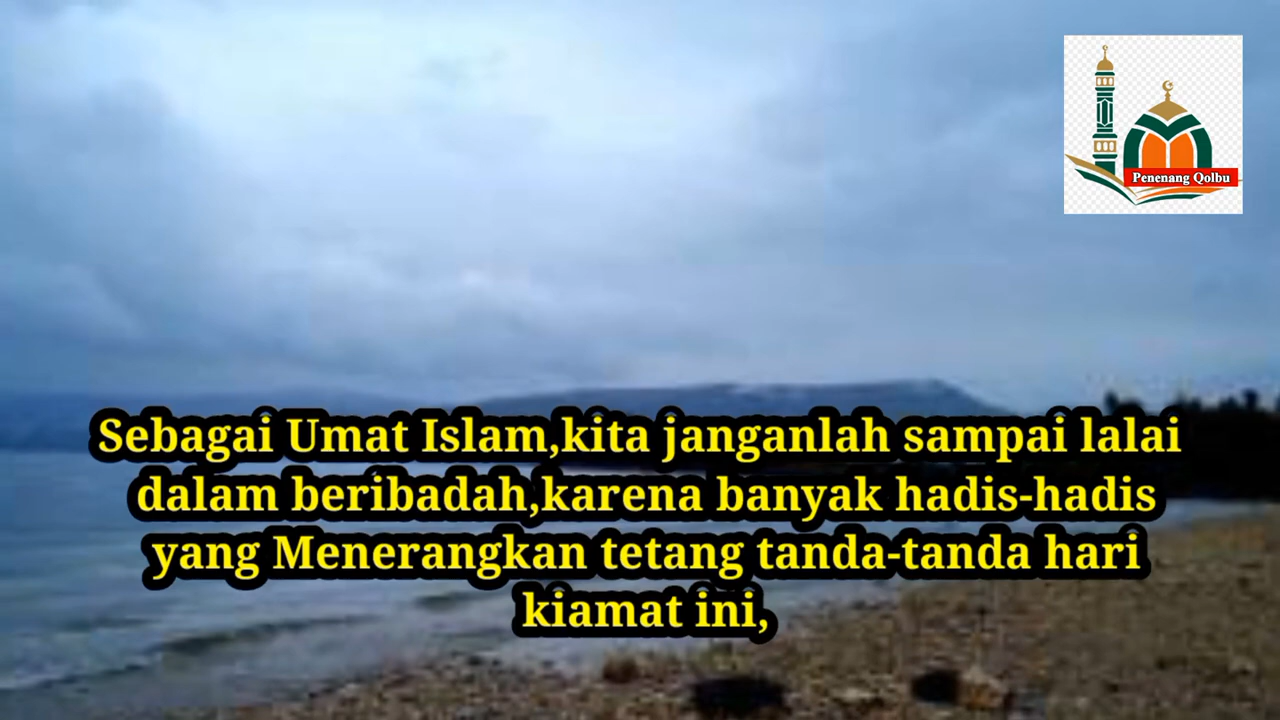 Penenang Qolbu
Sebagai Umat Islam,kita janganlah sampai lalai
dalam beribadah,karena banyak hadis-hadis
yang Menerangkan tetang tanda-tanda hari
kiamat ini,